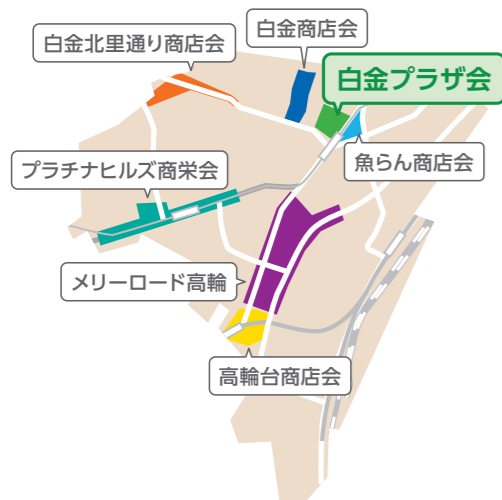 白金商店会
白金北里通り商店会
白金プラザ会
魚らん商店会
プラチナヒルズ商栄会
メリーロード高輪
高輪台商店会